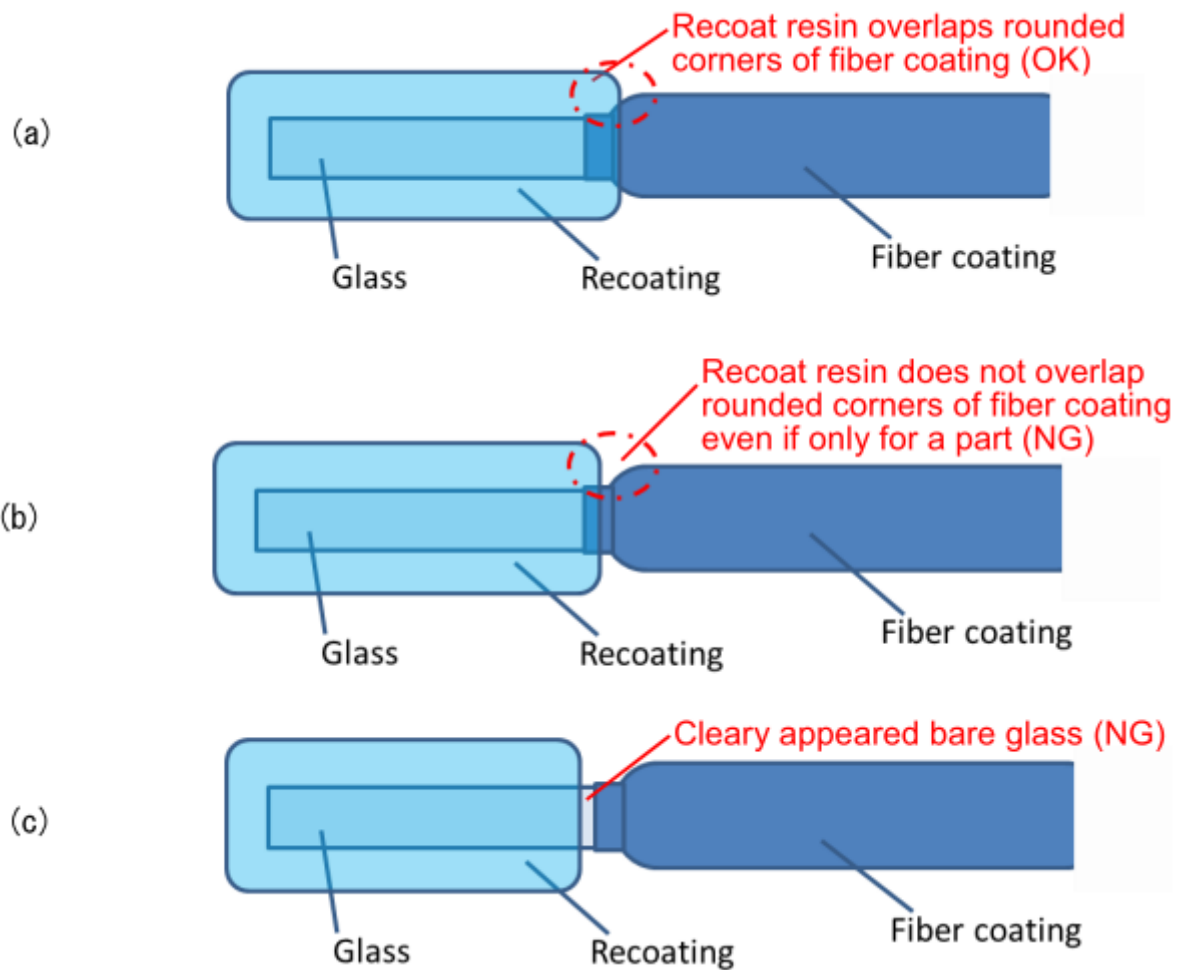 Recoat resin overlaps rounded
corners of fiber coating (OK)
(a)
Glass
Recoating
Fiber coating
Recoat resin does not overlap
rounded corners of fiber coating
even if only for a part (NG)
(b)
Glass
Recoating
Fiber coating
Cleary appeared bare glass (NG)
(c)
Glass
Recoating
Fiber coating